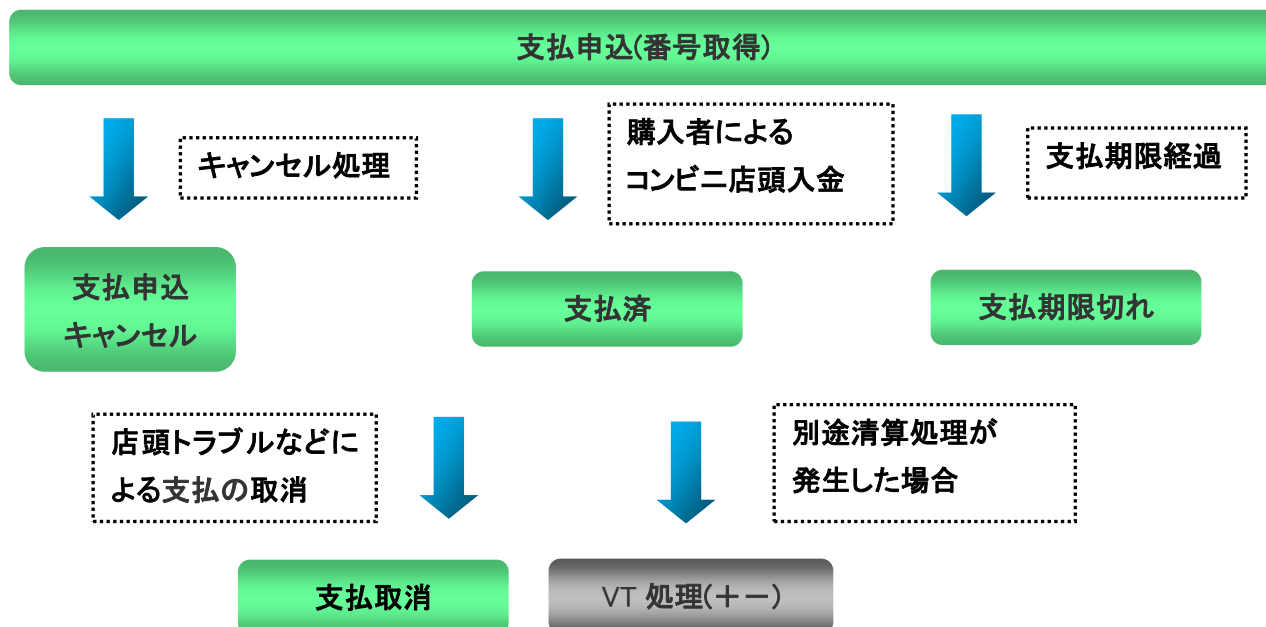 支払申込(番号取得)
キャンセル処理
購入者による
コンビニ店頭入金
支払期限経過
支払申込
キャンセル
支払済
支払期限切れ
店頭トラブルなどに
よる支払の取消
別途清算処理が
発生した場合
支払取消
VT 処理(+-)